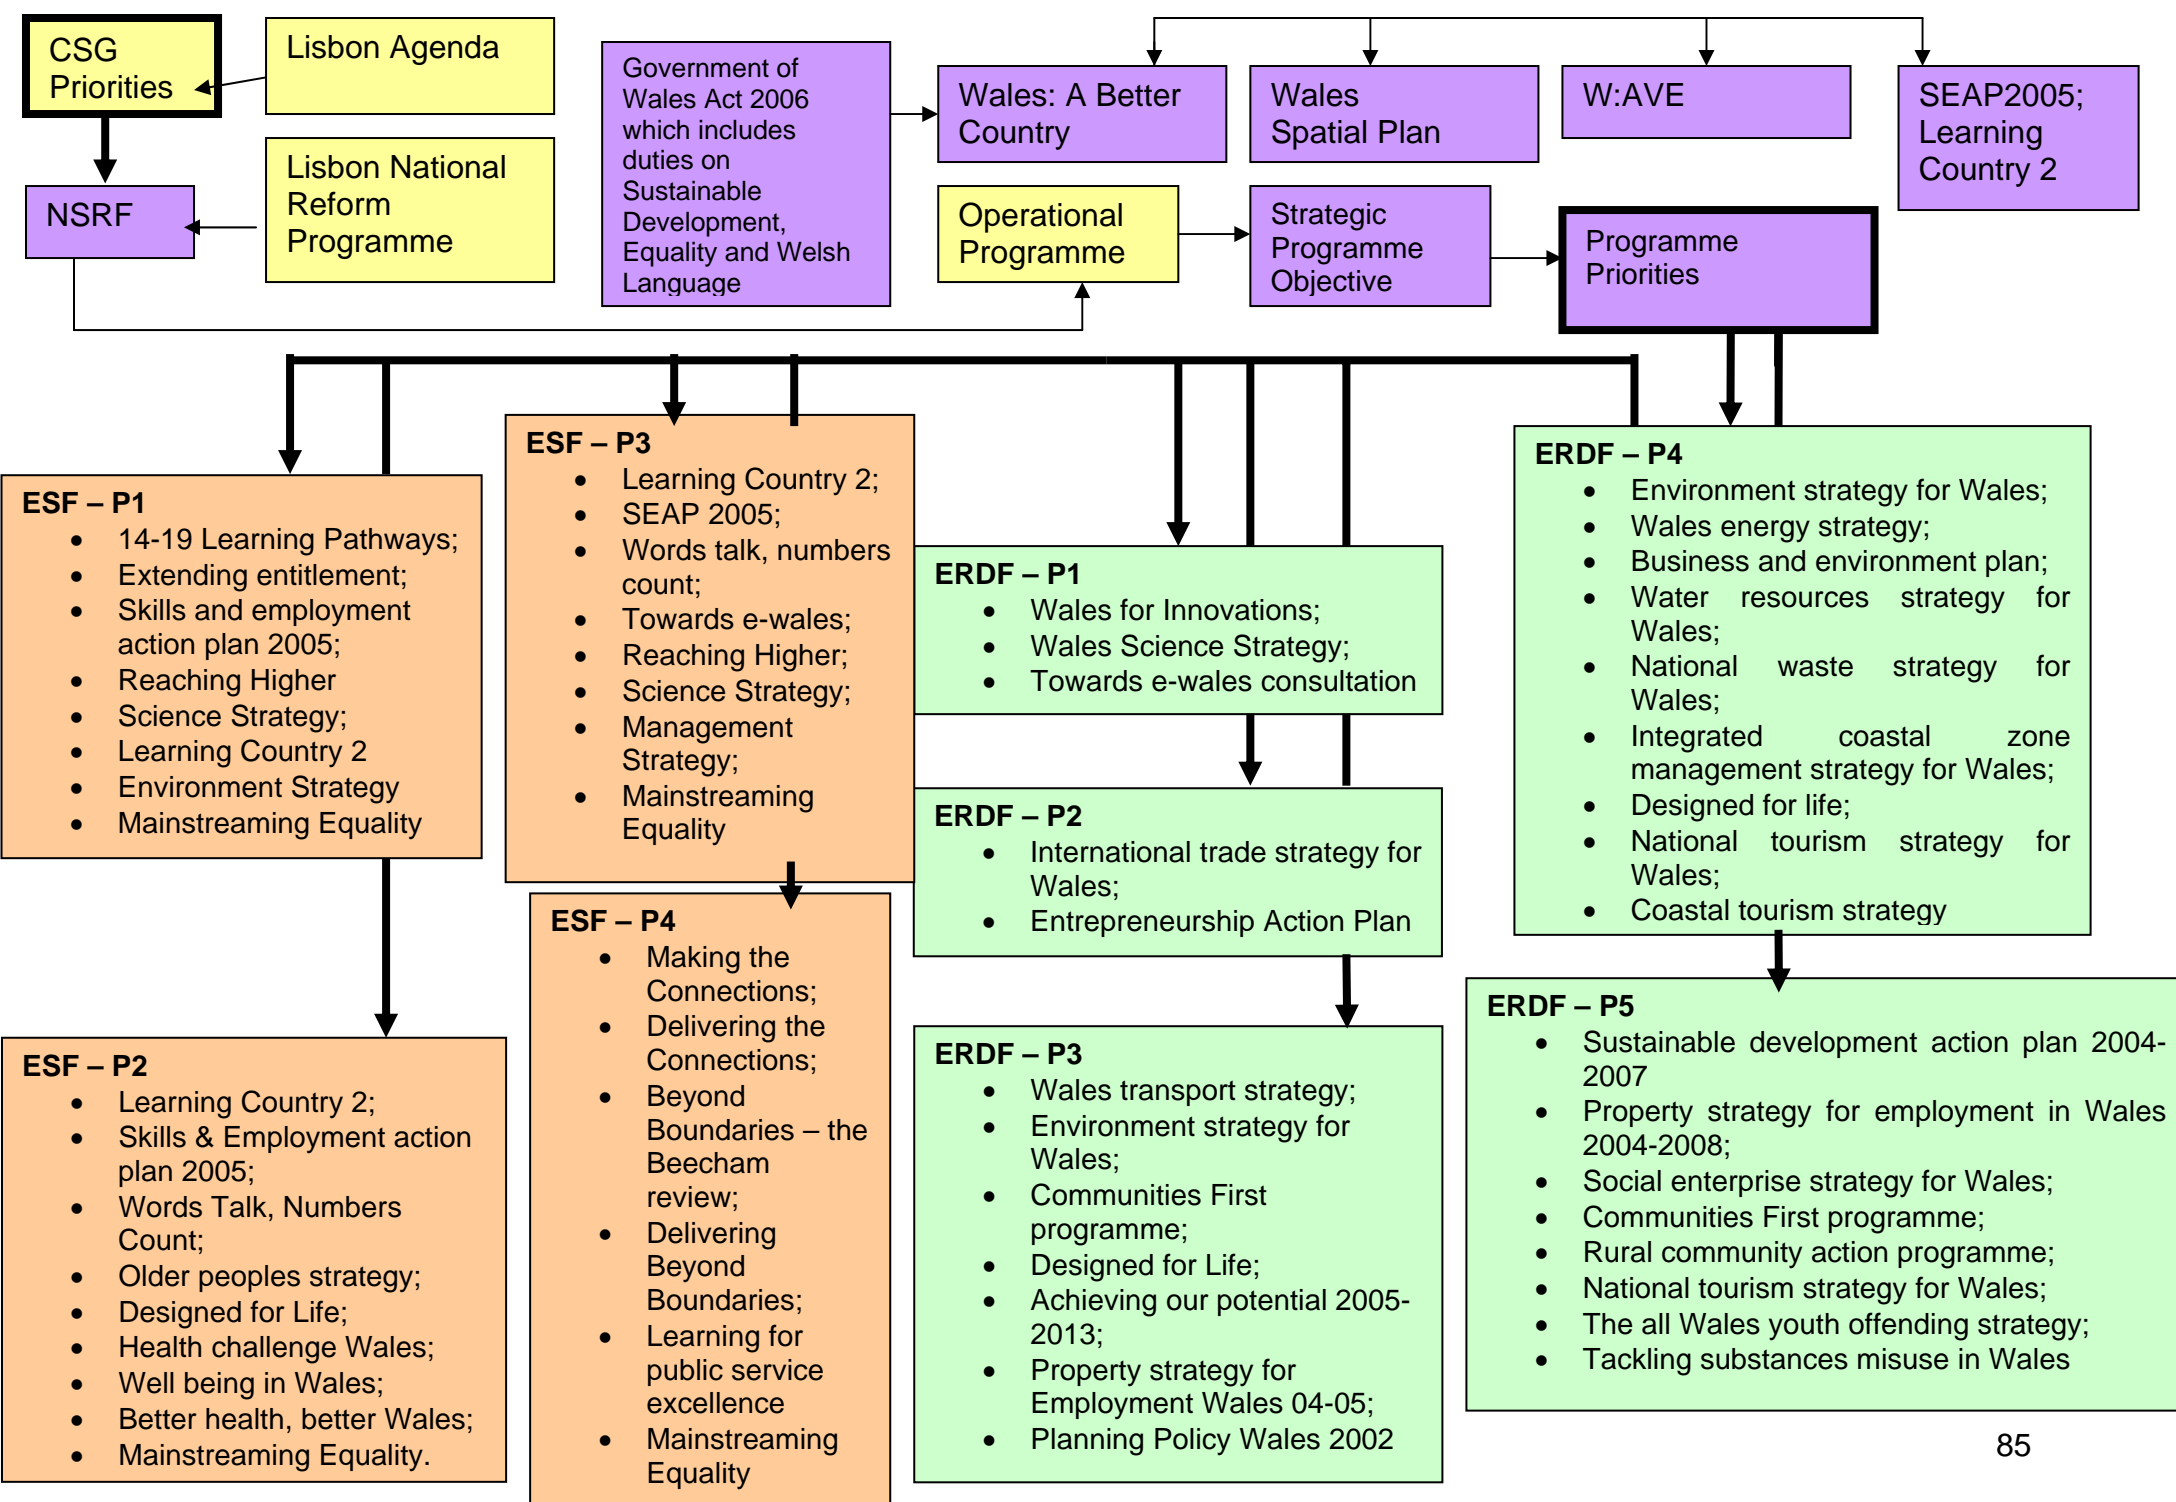 CSG
Priorities
Lisbon Agenda
Lisbon National
Reform
Programme
NSRF
Government of
Wales Act 2006
which includes
duties on
Sustainable
Development,
Equality and Welsh
Language
Wales: A Better
Country
Wales
Spatial Plan
W:AVE
SEAP2005;
Learning
Country 2
Operational
Programme
Strategic
Programme
Objective
Programme
Priorities
ESF – P1
• 14-19 Learning Pathways;
• Extending entitlement;
• Skills and employment
action plan 2005;
• Reaching Higher
• Science Strategy;
• Learning Country 2
• Environment Strategy
• Mainstreaming Equality
ESF – P2
• Learning Country 2;
• Skills & Employment action
plan 2005;
• Words Talk, Numbers
Count;
• Older peoples strategy;
• Designed for Life;
• Health challenge Wales;
• Well being in Wales;
• Better health, better Wales;
• Mainstreaming Equality.
ESF – P3
• Learning Country 2;
• SEAP 2005;
• Words talk, numbers
count;
• Towards e-wales;
• Reaching Higher;
• Science Strategy;
• Management
Strategy;
• Mainstreaming
Equality
ESF – P4
• Making the
Connections;
• Delivering the
Connections;
• Beyond
Boundaries – the
Beecham
review;
• Delivering
Beyond
Boundaries;
• Learning for
public service
excellence
• Mainstreaming
Equality
ERDF – P1
• Wales for Innovations;
• Wales Science Strategy;
• Towards e-wales consultation
ERDF – P2
• International trade strategy for
Wales;
• Entrepreneurship Action Plan
ERDF – P3
• Wales transport strategy;
• Environment strategy for
Wales;
• Communities First
programme;
• Designed for Life;
• Achieving our potential 2005-
2013;
• Property strategy for
Employment Wales 04-05;
• Planning Policy Wales 2002
ERDF – P4
• Environment strategy for Wales;
• Wales energy strategy;
• Business and environment plan;
• Water resources strategy for
Wales;
• National waste strategy for
Wales;
• Integrated coastal zone
management strategy for Wales;
• Designed for life;
• National tourism strategy for
Wales;
• Coastal tourism strategy
ERDF – P5
• Sustainable development action plan 2004-
2007
• Property strategy for employment in Wales
2004-2008;
• Social enterprise strategy for Wales;
• Communities First programme;
• Rural community action programme;
• National tourism strategy for Wales;
• The all Wales youth offending strategy;
• Tackling substances misuse in Wales
85